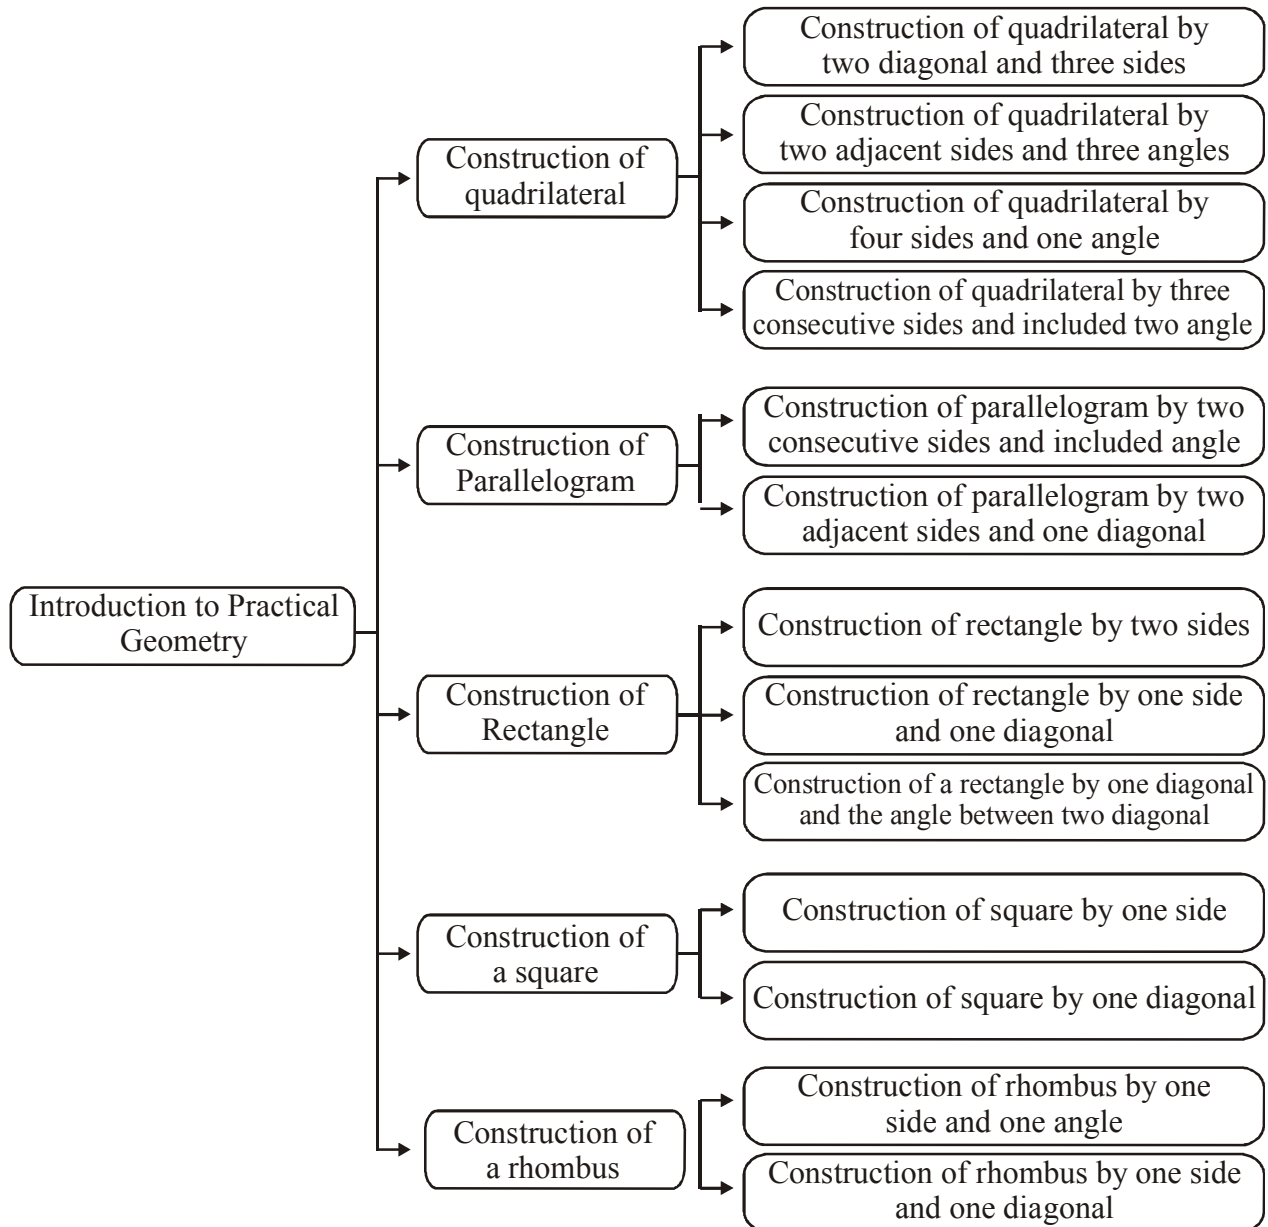 Introduction to Practical
Geometry
Construction of
quadrilateral
Construction of quadrilateral by
two diagonal and three sides
Construction of quadrilateral by
two adjacent sides and three angles
Construction of quadrilateral by
four sides and one angle
Construction of quadrilateral by three
consecutive sides and included two angle
Construction of
Parallelogram
Construction of parallelogram by two
consecutive sides and included angle
Construction of parallelogram by two
adjacent sides and one diagonal
Construction of
Rectangle
Construction of rectangle by two sides
Construction of rectangle by one side
and one diagonal
Construction of a rectangle by one diagonal
and the angle between two diagonal
Construction of
a square
Construction of square by one side
Construction of square by one diagonal
Construction of
a rhombus
Construction of rhombus by one
side and one angle
Construction of rhombus by one side
and one diagonal